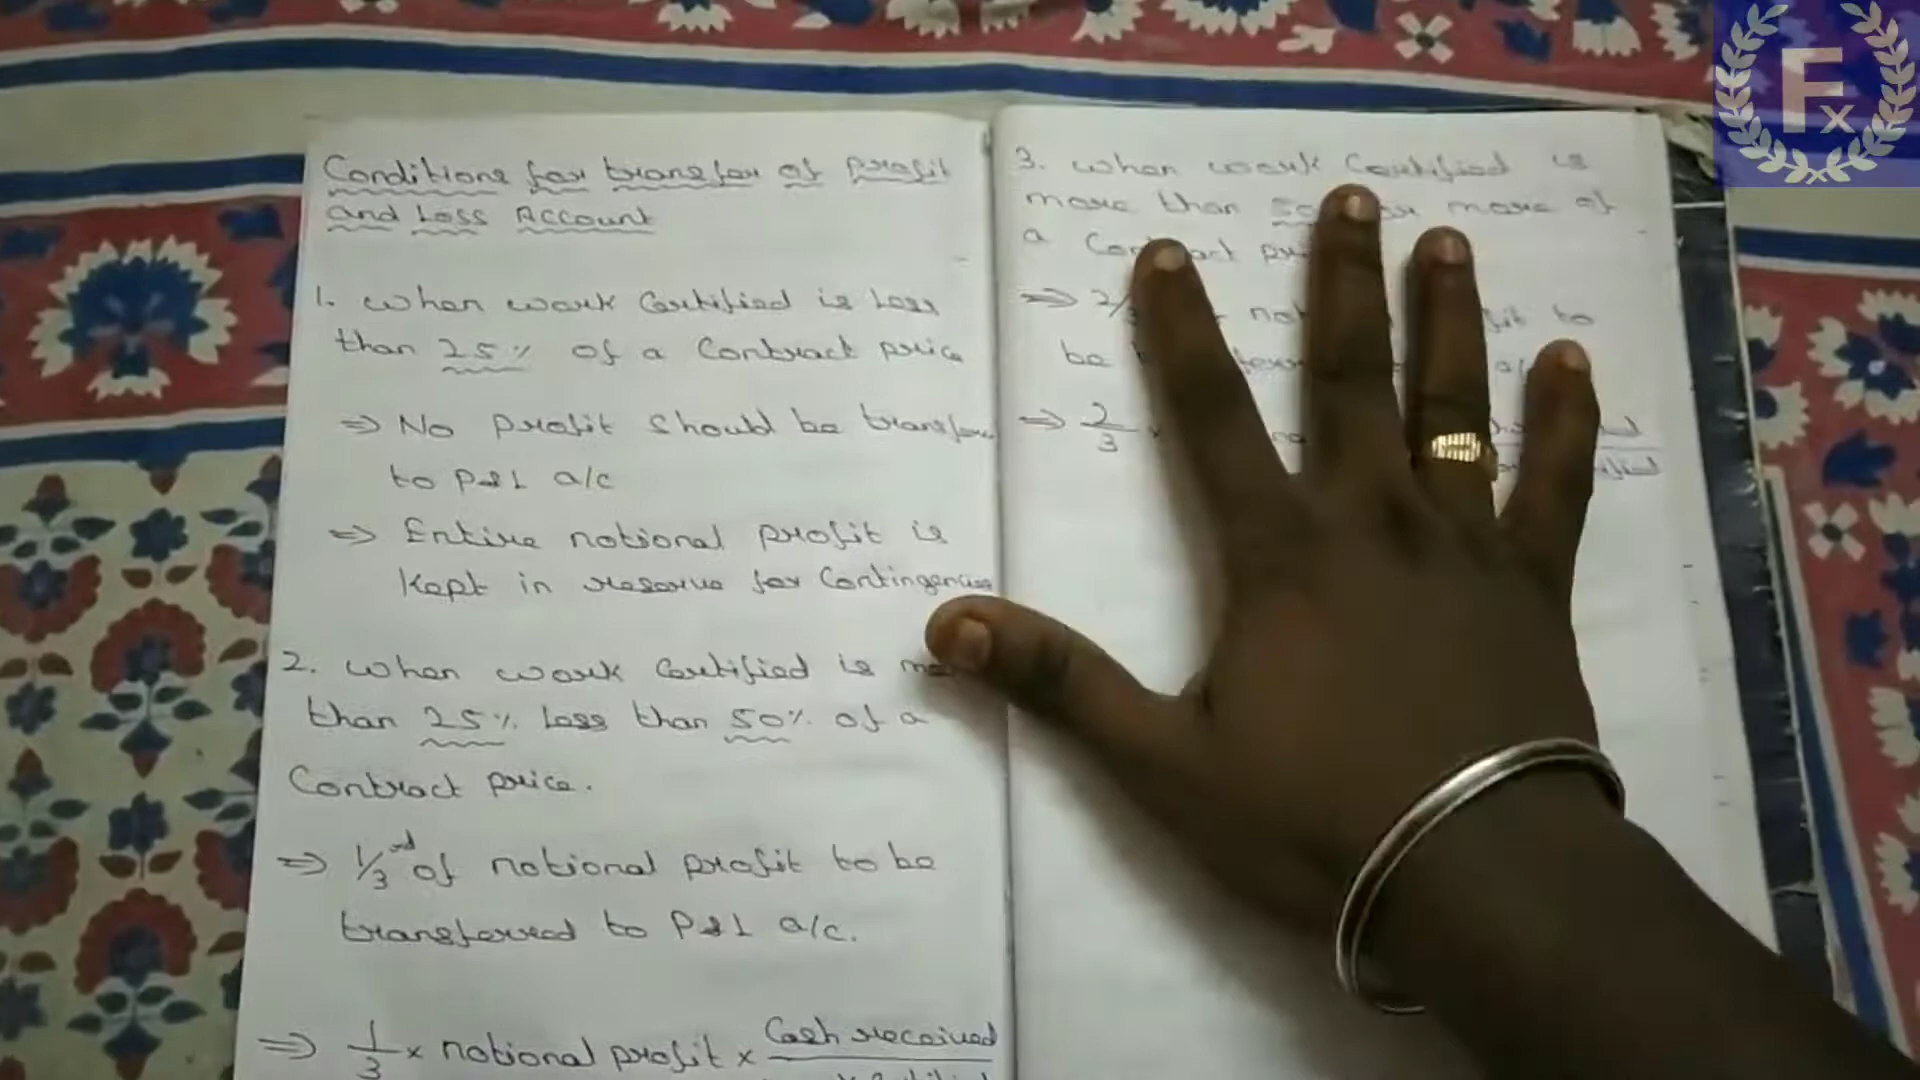 Conditions for transfer of profit
and Loss Account
1. When work Certified is Less
than 25% of a Contract price
⇒ No profit should be transfer
to P&L a/c
⇒ Entire notional profit is
Kept in reserve for Contingencies
2. When work Certified is
than 25% Less than 50% of a
Contract price.
⇒ 1/3rd of notional profit to be
transferred to P&L a/c.
⇒ 1/3 × notional profit × Cash received
3. When work Certified is
more than or more of
a
⇒ 2/3 to
be
⇒ 2/3 ×
Fx